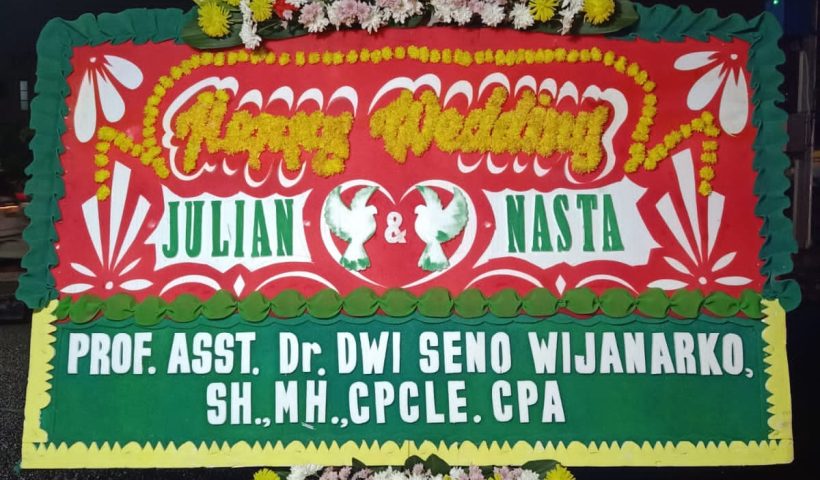 Happy Wedding
JULIAN & NASTA
PROF. ASST. Dr. DWI SENO WIJANARKO,
SH.,MH.,CPCLE. CPA